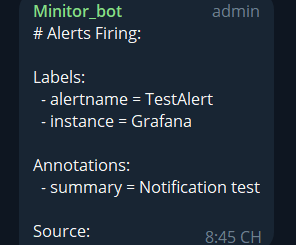 Minitor_bot admin
# Alerts Firing:
Labels:
- alertname = TestAlert
- instance = Grafana
Annotations:
- summary = Notification test
Source:
8:45 CH